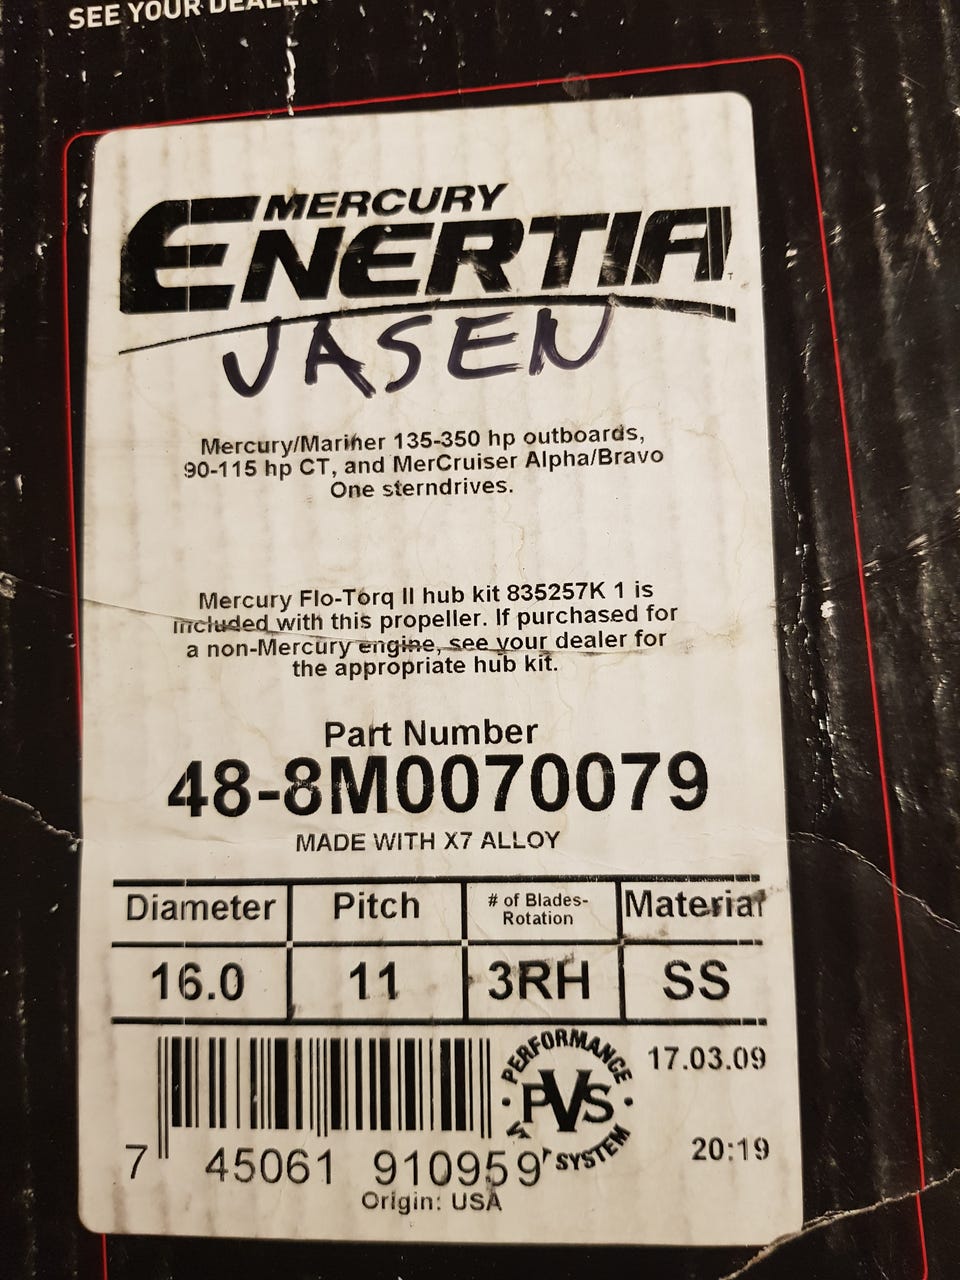 SEE YOUR DEALER
MERCURY
ENERTIA
JASEN
Mercury/Mariner 135-350 hp outboards,
90-115 hp CT, and MerCruiser Alpha/Bravo
One sterndrives.
Mercury Flo-Torq II hub kit 835257K 1 is
included with this propeller. If purchased for
a non-Mercury engine, see your dealer for
the appropriate hub kit.
Part Number
48-8M0070079
MADE WITH X7 ALLOY
Diameter Pitch # of Blades-Rotation Material
16.0 11 3RH SS
PERFORMANCE
PVS
SYSTEM
17.03.09
20:19
7 45061 910959
Origin: USA